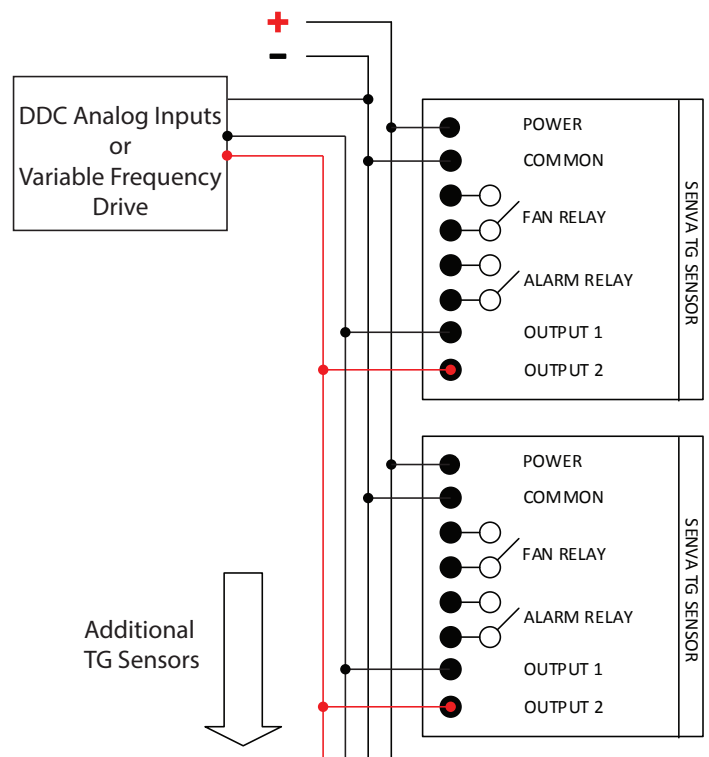 +
-
DDC Analog Inputs
or
Variable Frequency
Drive
POWER
COMMON
FAN RELAY
ALARM RELAY
OUTPUT 1
OUTPUT 2
SENVA TG SENSOR
POWER
COMMON
FAN RELAY
ALARM RELAY
OUTPUT 1
OUTPUT 2
SENVA TG SENSOR
Additional
TG Sensors